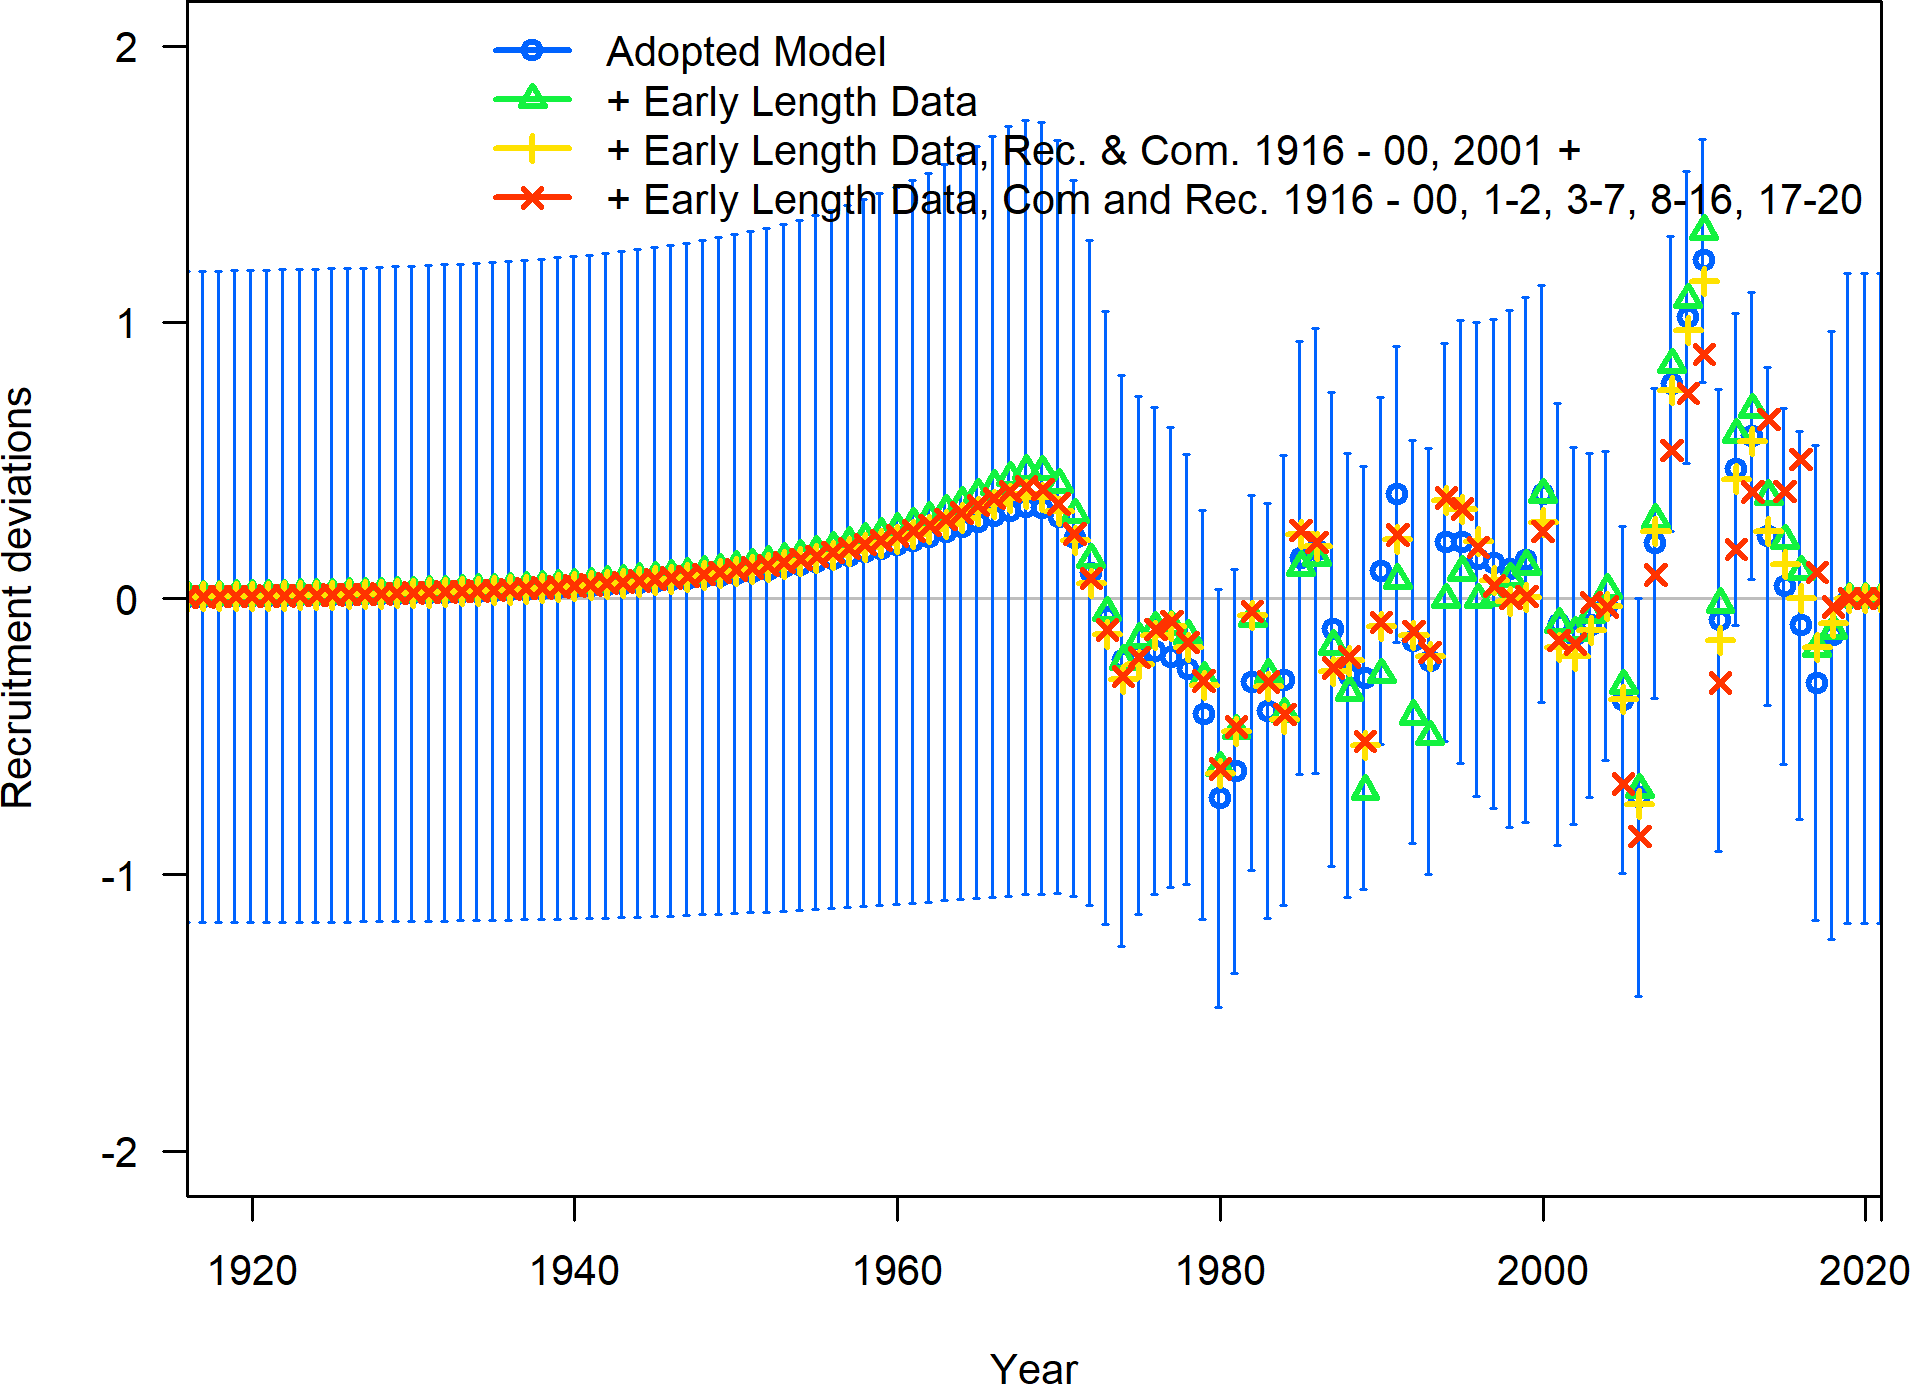 2
Adopted Model
+ Early Length Data
+ Early Length Data, Rec. & Com. 1916 - 00, 2001 +
+ Early Length Data, Com and Rec. 1916 - 00, 1-2, 3-7, 8-16, 17-20
1
0
-1
-2
Recruitment deviations
1920 1940 1960 1980 2000 2020
Year